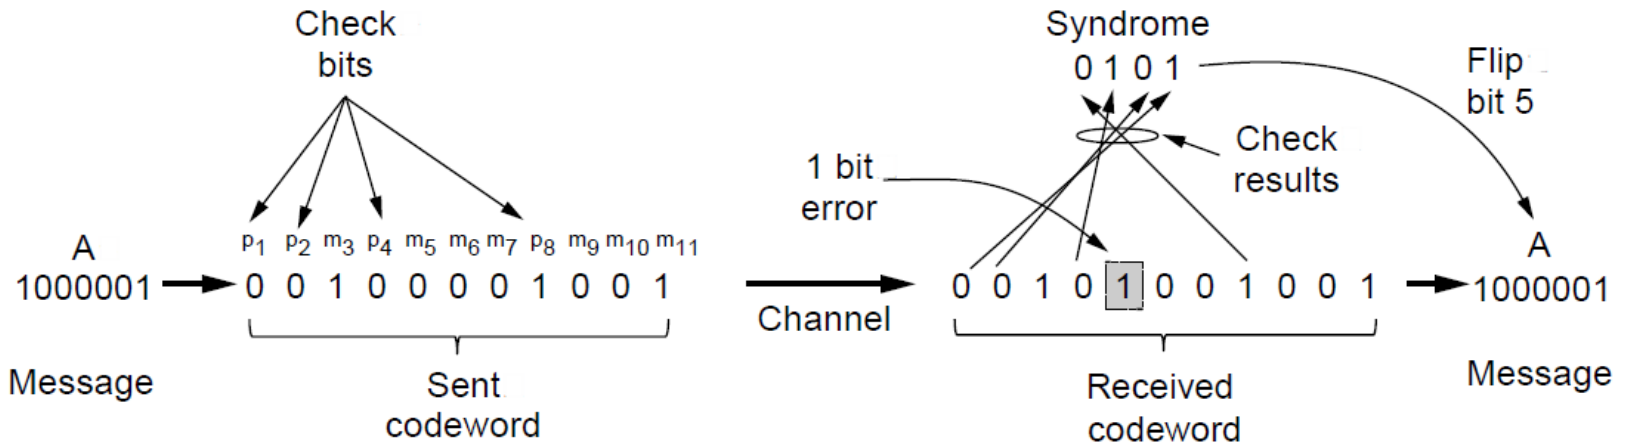 Check
bits
Syndrome
0 1 0 1
Flip
bit 5
Check
results
1 bit
error
A
1000001
p1 p2 m3 p4 m5 m6 m7 p8 m9 m10 m11
0 0 1 0 0 0 0 1 0 0 1
Channel
0 0 1 0 1 0 0 1 0 0 1
A
1000001
Message
Sent
codeword
Received
codeword
Message